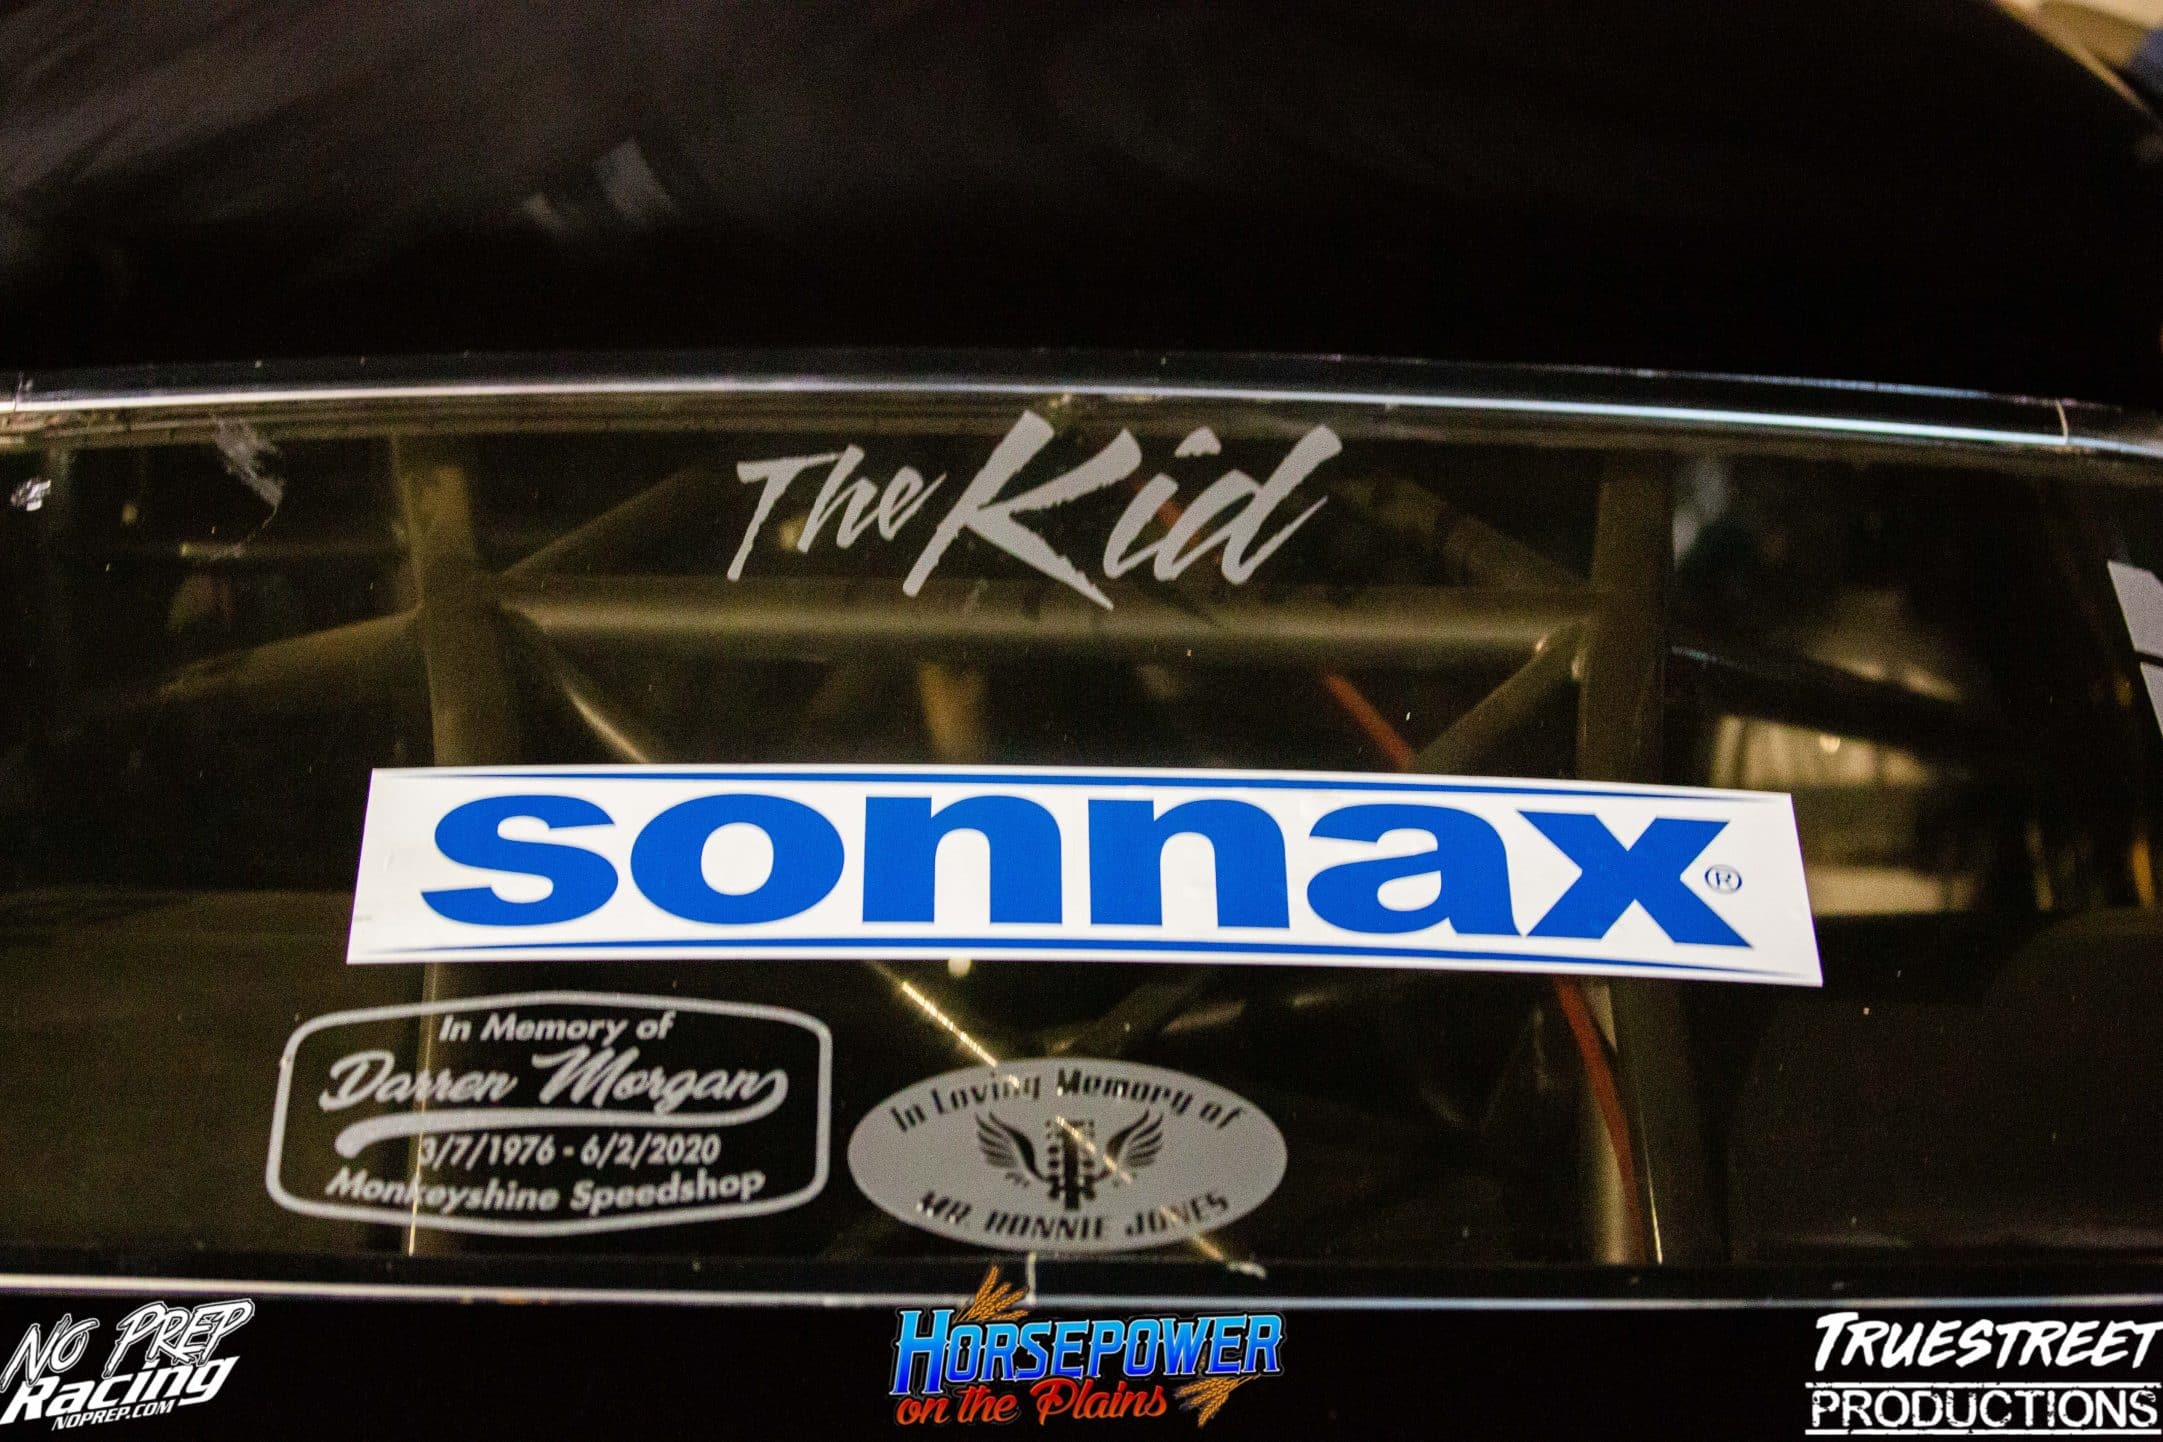 The Kid
sonnax®
In Memory of
Darren Morgan
3/7/1976 - 6/2/2020
Monkeyshine Speedshop
In Loving Memory of
MR. RONNIE JONES
No Prep
Racing
NOPREP.COM
HORSEPOWER
on the Plains
TRUESTREET
PRODUCTIONS